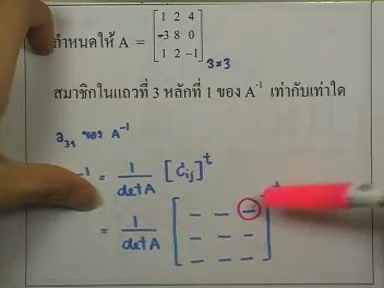 กำหนดให้ A = [ 1 2 4
-3 8 0
1 2 -1 ] 3×3
สมาชิกในแถวที่ 3 หลักที่ 1 ของ A⁻¹ เท่ากับเท่าใด
a₃₁ ของ A⁻¹
⁻¹ = 1/det A [Cᵢⱼ]ᵗ
= 1/det A [ – – –
– – –
– – – ]ᵗ